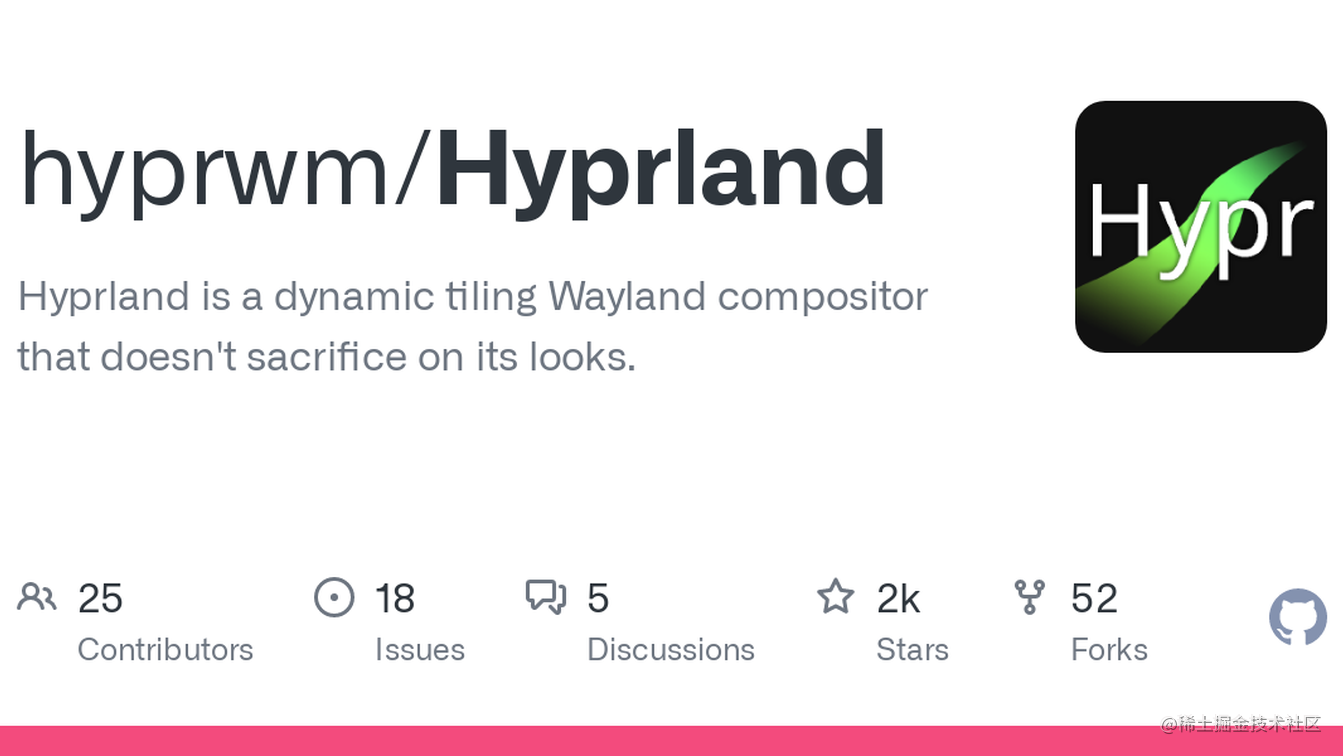 hyprwm/Hyprland
Hypr
Hyprland is a dynamic tiling Wayland compositor
that doesn't sacrifice on its looks.
25
Contributors
18
Issues
5
Discussions
2k
Stars
52
Forks
@稀土掘金技术社区